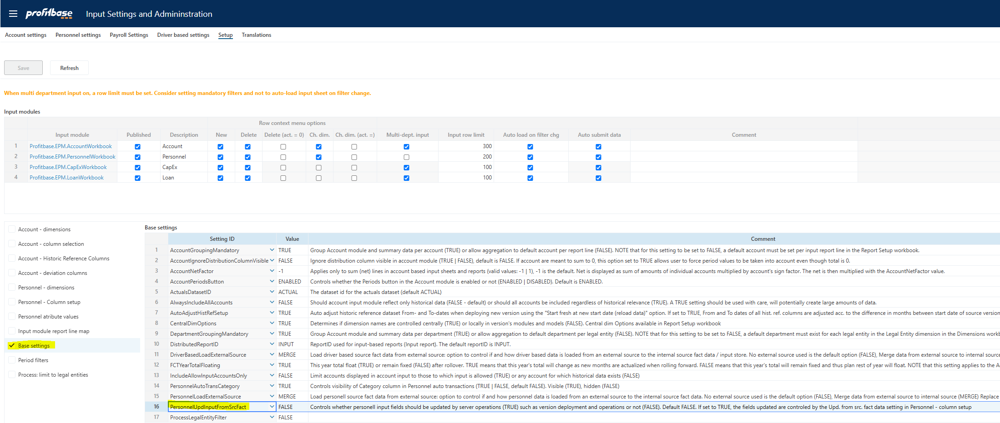 profitbase Input Settings and Admininstration
Account settings Personnel settings Payroll Settings Driver based settings Setup Translations
Save Refresh
When multi department input on, a row limit must be set. Consider setting mandatory filters and not to auto-load input sheet on filter change.
Input modules
Row context menu options
Input module Published Description New Delete Delete (act. = 0) Ch. dim. Ch. dim. (act. =) Multi-dept. input Input row limit Auto load on filter chg Auto submit data Comment
1 Profitbase.EPM.AccountWorkbook Account 300
2 Profitbase.EPM.PersonnelWorkbook Personnel 200
3 Profitbase.EPM.CapExWorkbook CapEx 100
4 Profitbase.EPM.LoanWorkbook Loan 100
Account - dimensions
Account - column selection
Account - Historic Reference Columns
Account - deviation columns
Personnel - dimensions
Personnel - Column setup
Personnel atribute values
Input module report line map
Base settings
Period filters
Process: limit to legal entities
Base settings
Setting ID Value Comment
1 AccountGroupingMandatory TRUE Group Account module and summary data per account (TRUE) or allow aggregation to default account per report line (FALSE). NOTE that for this setting to be set to FALSE, a default account must be set per input report line in the Report Setup workbook.
2 AccountIgnoreDistributionColumnVisible FALSE Ignore distribution column visible in account module (TRUE | FALSE), default is FALSE. If account are meant to sum to 0, this option set to TRUE allows user to force period values to be taken into account even though total is 0.
3 AccountNetFactor -1 Applies only to sum (net) lines in account based input sheets and reports (valid values: -1 | 1), -1 is the default. Net is displayed as sum of amounts of individual accounts multiplied by account's sign factor. The net is then multiplied with the AccountNetFactor value.
4 AccountPeriodsButton ENABLED Controls whether the Periods button in the Account module is enabled or not (ENABLED | DISABLED). Default is ENABLED.
5 ActualsDatasetID ACTUAL The dataset id for the actuals dataset (default ACTUAL)
6 AlwaysIncludeAllAccounts FALSE Should account input module reflect only historical data (FALSE - default) or should all accounts be included regardless of historical relevance (TRUE). A TRUE setting should be used with care, will potentially create large amounts of data.
7 AutoAdjustHistRefSetup TRUE Auto adjust historic reference dataset From- and To-dates when deploying new version using the "Start fresh at new start date (reload data)" option. If set to TRUE, From and To dates of all hist. ref. columns are adjusted acc. to the difference in months between start date of source version
8 CentralDimOptions TRUE Determines if dimension names are controlled centrally (TRUE) or locally in version's modules and models (FALSE). Central dim Options available in Report Setup workbook
9 DepartmentGroupingMandatory TRUE Group Account module and summary data per department (TRUE) or allow aggregation to default department per legal entity (FALSE). NOTE that for this setting to be set to FALSE, a default department must exist for each legal entity in the Legal Entity dimension in the Dimensions workb
10 DistributedReportID INPUT ReportID used for input-based reports (Input report). The default reportID is INPUT.
11 DriverBasedLoadExternalSource MERGE Load driver based source fact data from external source: option to control if and how driver based data is loaded from an external source to the internal source fact data / input store. No external source used is the default option (FALSE), Merge data from external source to internal source
12 FCTYearTotalFloating TRUE This year total float (TRUE) or remain fixed (FALSE) after rollover. TRUE means that this year's total will change as new months are actualized when rolling forward. FALSE means that this year's total will remain fixed and thus plan rest of year will float. NOTE that this setting applies to the A
13 IncludeAllowInputAccountsOnly FALSE Limit accounts displayed in account input to those to which input is allowed (TRUE) or any account for which historical data exists (FALSE)
14 PersonnelAutoTransCategory TRUE Controls visibility of Category column in Personnel auto transactions (TRUE | FALSE, default FALSE). Visible (TRUE), hidden (FALSE)
15 PersonnelLoadExternalSource MERGE Load personell source fact data from external source: option to control if and how personnel data is loaded from an external source to the internal source fact data. No external source used is the default option (FALSE), Merge data from external source to internal source (MERGE) Replace
16 PersonnelUpdInputFromSrcFact FALSE Controls whether personell input fields should be updated by server operations (TRUE) such as version deployment and operations or not (FALSE). Default FALSE. If set to TRUE, the fields updated are controled by the Upd. from src. fact data setting in Personnel - column setup
17 ProcessLegalEntityFilter FALSE